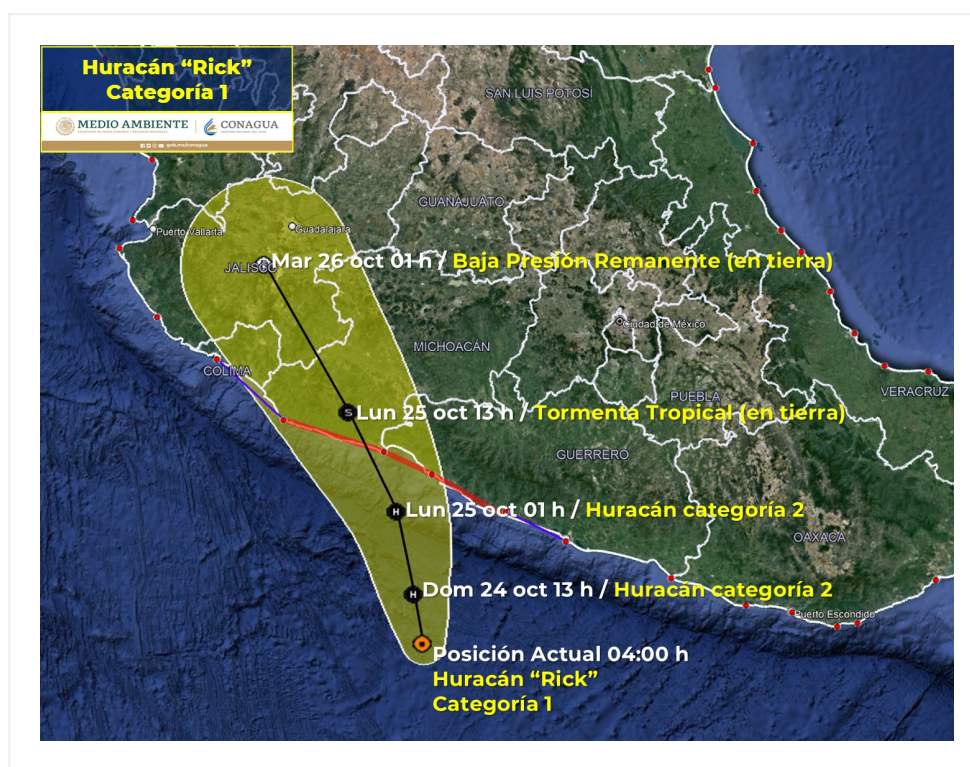 Huracán “Rick”
Categoría 1
MEDIO AMBIENTE
CONAGUA
gob.mx/conagua
SAN LUIS POTOSÍ
GUANAJUATO
Puerto Vallarta
Guadalajara
JALISCO
Mar 26 oct 01 h / Baja Presión Remanente (en tierra)
Ciudad de México
MICHOACÁN
COLIMA
PUEBLA
VERACRUZ
S
Lun 25 oct 13 h / Tormenta Tropical (en tierra)
GUERRERO
H
Lun 25 oct 01 h / Huracán categoría 2
OAXACA
H
Dom 24 oct 13 h / Huracán categoría 2
Puerto Escondido
Posición Actual 04:00 h
Huracán “Rick”
Categoría 1